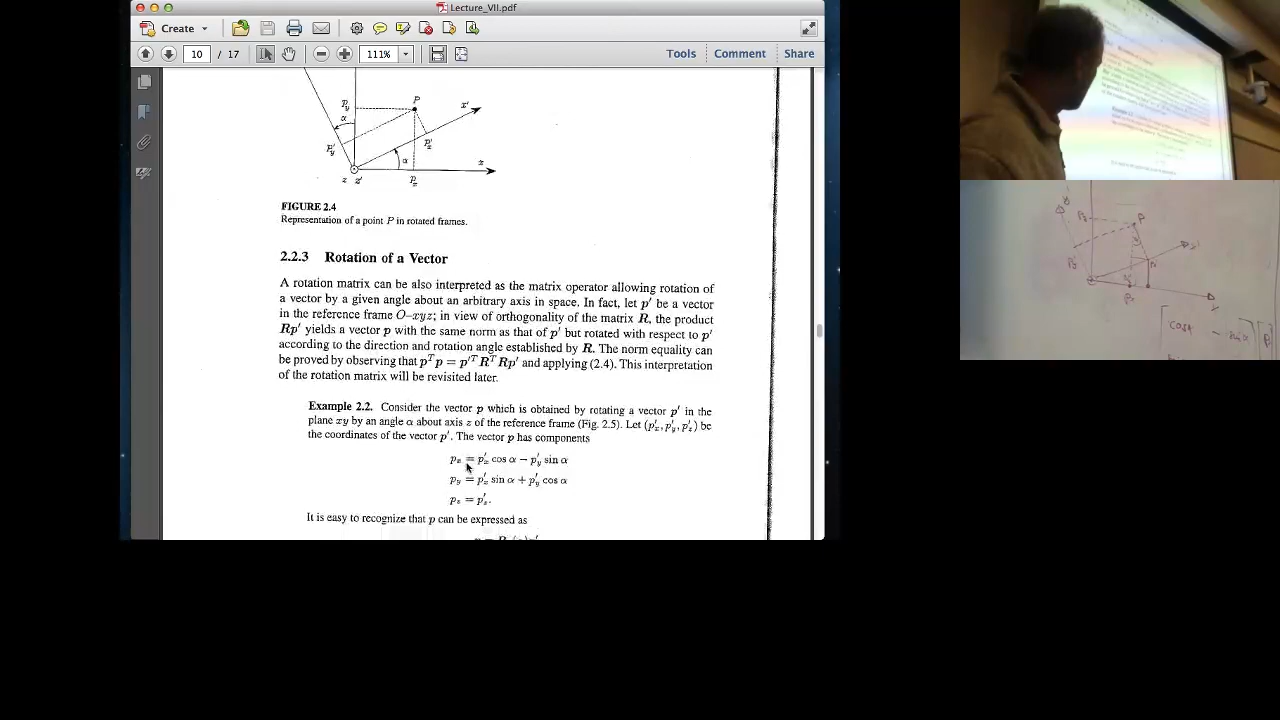 Lecture_VII.pdf
Create
10 / 17
111%
Tools Comment Share
P
Py
x'
α
P'y
P'x
α
x
z z'
Px
FIGURE 2.4
Representation of a point P in rotated frames.
2.2.3 Rotation of a Vector
A rotation matrix can be also interpreted as the matrix operator allowing rotation of
a vector by a given angle about an arbitrary axis in space. In fact, let p′ be a vector
in the reference frame O–xyz; in view of orthogonality of the matrix R, the product
Rp′ yields a vector p with the same norm as that of p′ but rotated with respect to p′
according to the direction and rotation angle established by R. The norm equality can
be proved by observing that pᵀp = p′ᵀRᵀRp′ and applying (2.4). This interpretation
of the rotation matrix will be revisited later.
Example 2.2. Consider the vector p which is obtained by rotating a vector p′ in the
plane xy by an angle α about axis z of the reference frame (Fig. 2.5). Let (p′x, p′y, p′z) be
the coordinates of the vector p′. The vector p has components
px = p′x cos α − p′y sin α
py = p′x sin α + p′y cos α
pz = p′z.
It is easy to recognize that p can be expressed as